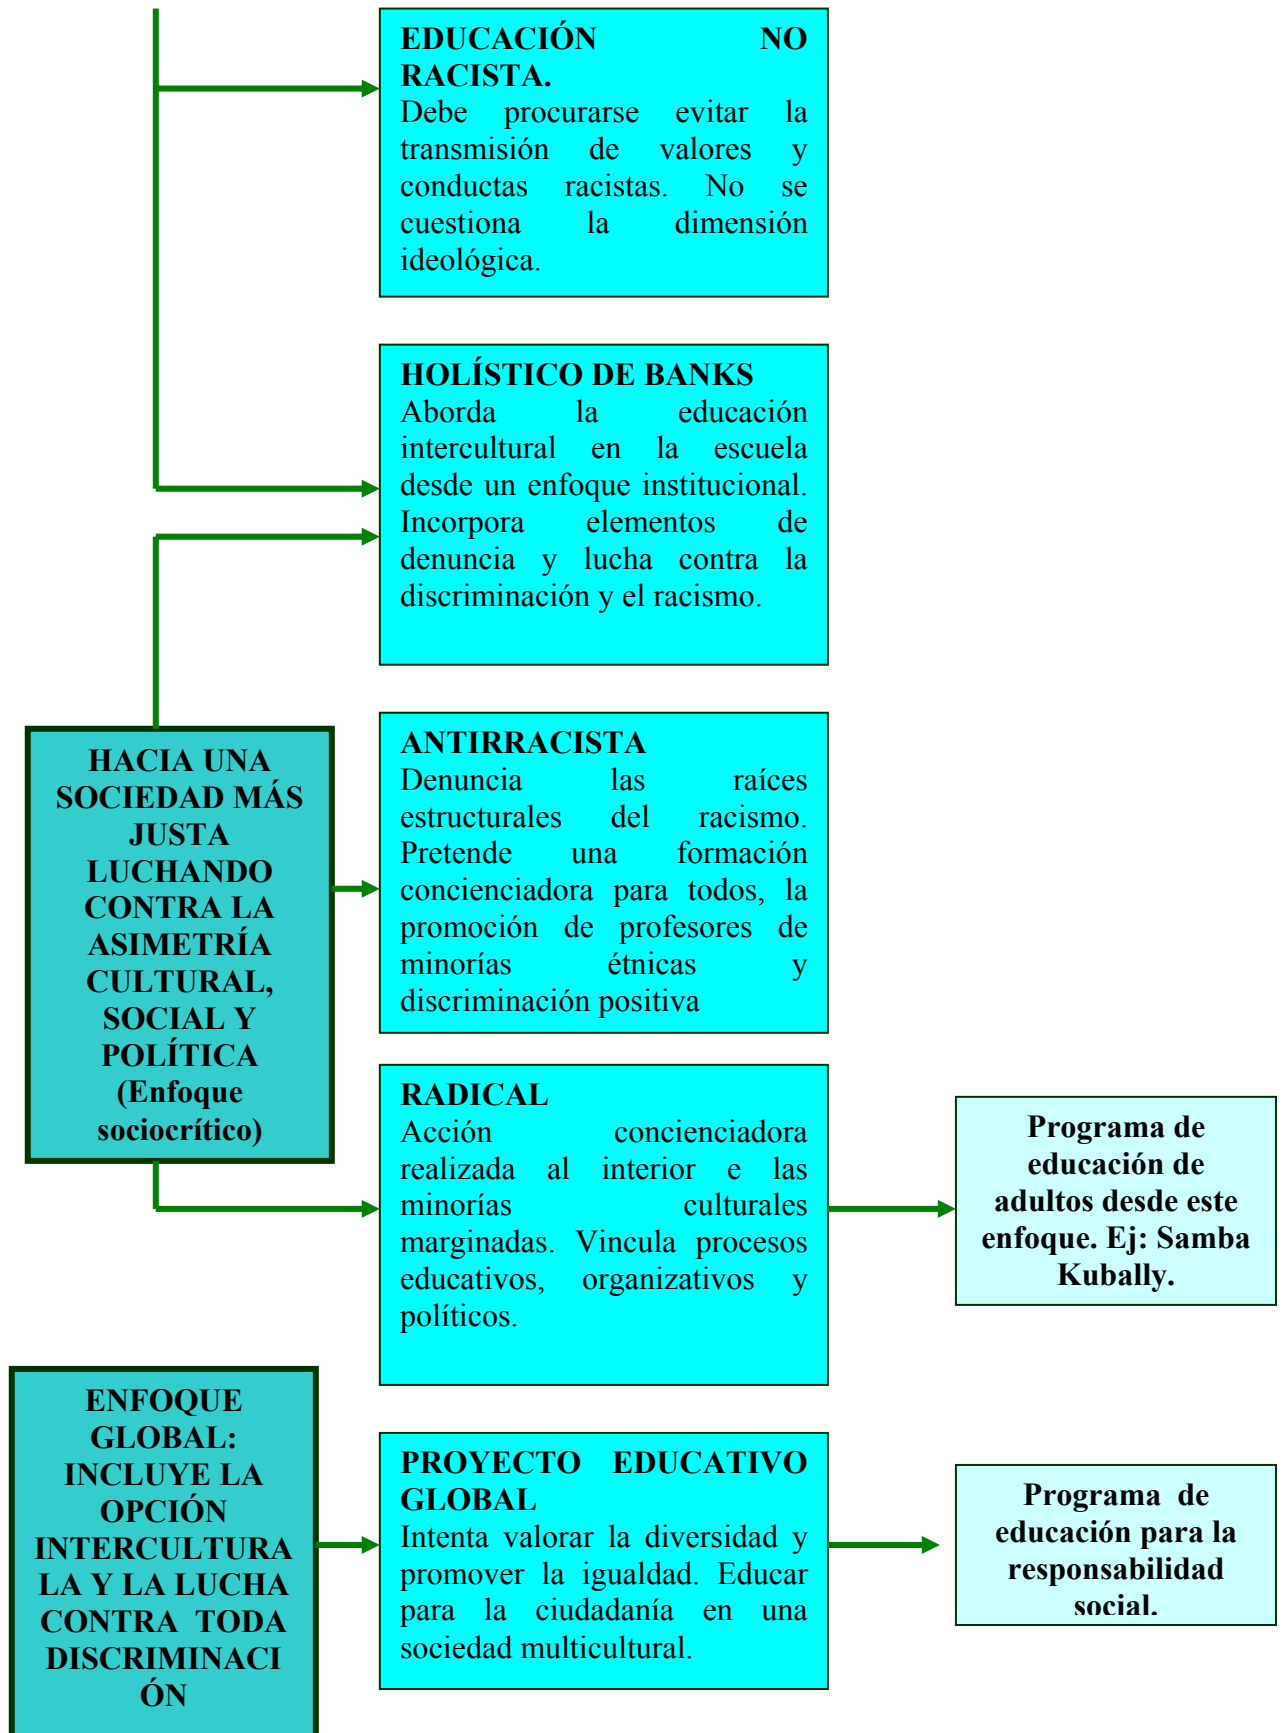 EDUCACIÓN NO
RACISTA.
Debe procurarse evitar la
transmisión de valores y
conductas racistas. No se
cuestiona la dimensión
ideológica.
HOLÍSTICO DE BANKS
Aborda la educación
intercultural en la escuela
desde un enfoque institucional.
Incorpora elementos de
denuncia y lucha contra la
discriminación y el racismo.
HACIA UNA
SOCIEDAD MÁS
JUSTA
LUCHANDO
CONTRA LA
ASIMETRÍA
CULTURAL,
SOCIAL Y
POLÍTICA
(Enfoque
sociocrítico)
ANTIRRACISTA
Denuncia las raíces
estructurales del racismo.
Pretende una formación
concienciadora para todos, la
promoción de profesores de
minorías étnicas y
discriminación positiva
RADICAL
Acción concienciadora
realizada al interior e las
minorías culturales
marginadas. Vincula procesos
educativos, organizativos y
políticos.
Programa de
educación de
adultos desde este
enfoque. Ej: Samba
Kubally.
ENFOQUE
GLOBAL:
INCLUYE LA
OPCIÓN
INTERCULTURA
LA Y LA LUCHA
CONTRA TODA
DISCRIMINACI
ÓN
PROYECTO EDUCATIVO
GLOBAL
Intenta valorar la diversidad y
promover la igualdad. Educar
para la ciudadanía en una
sociedad multicultural.
Programa de
educación para la
responsabilidad
social.